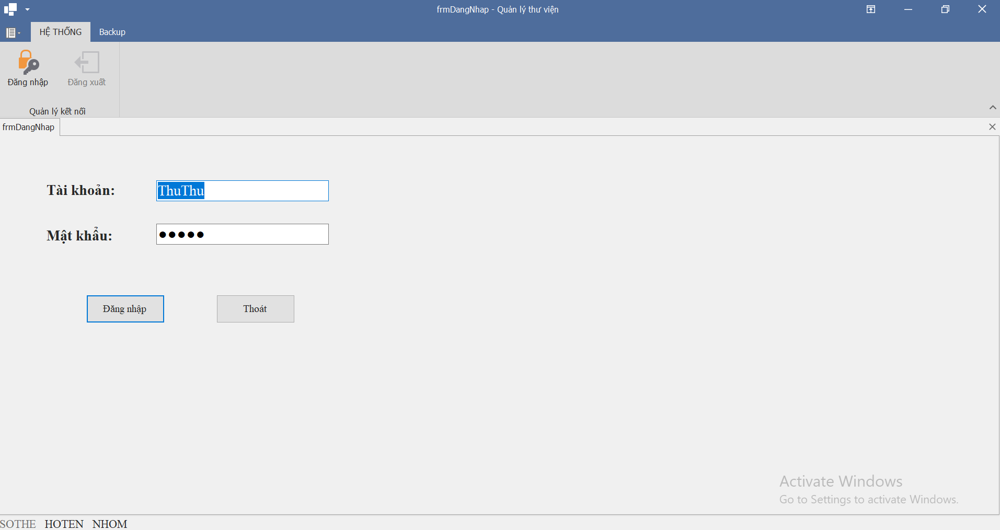 frmDangNhap - Quản lý thư viện
HỆ THỐNG Backup
Đăng nhập Đăng xuất
Quản lý kết nối
frmDangNhap
Tài khoản: ThuThu
Mật khẩu: ●●●●●
Đăng nhập Thoát
Activate Windows
Go to Settings to activate Windows.
SOTHE HOTEN NHOM